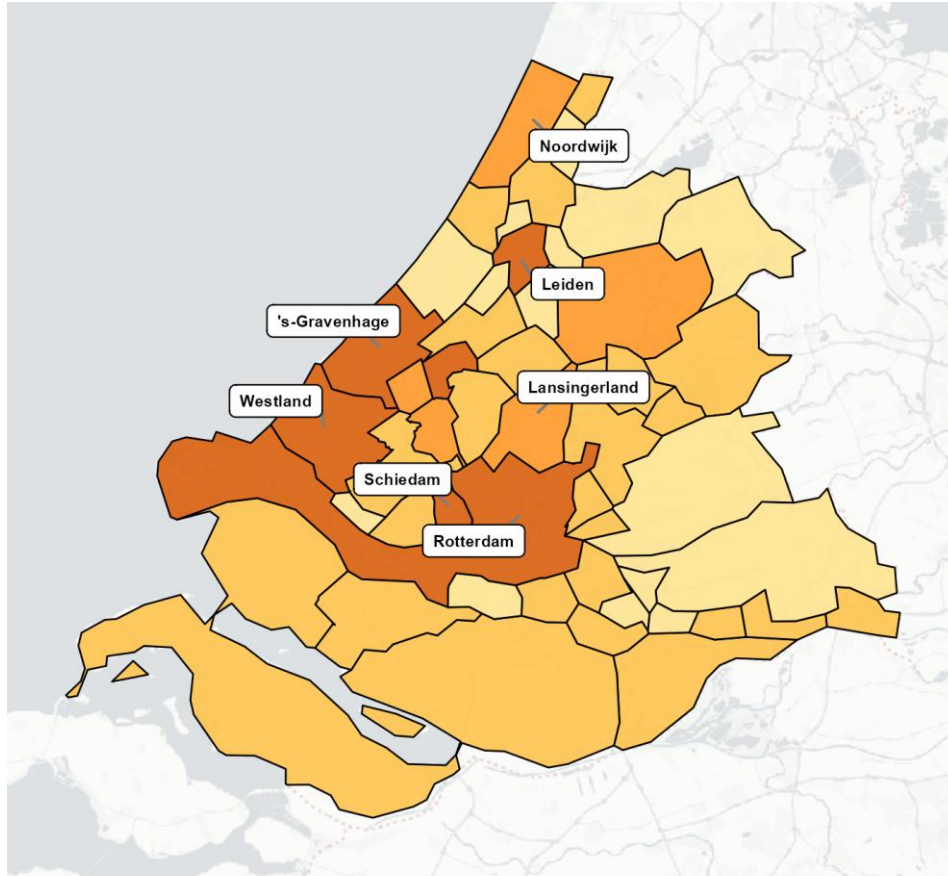 Noordwijk
Leiden
's-Gravenhage
Lansingerland
Westland
Schiedam
Rotterdam